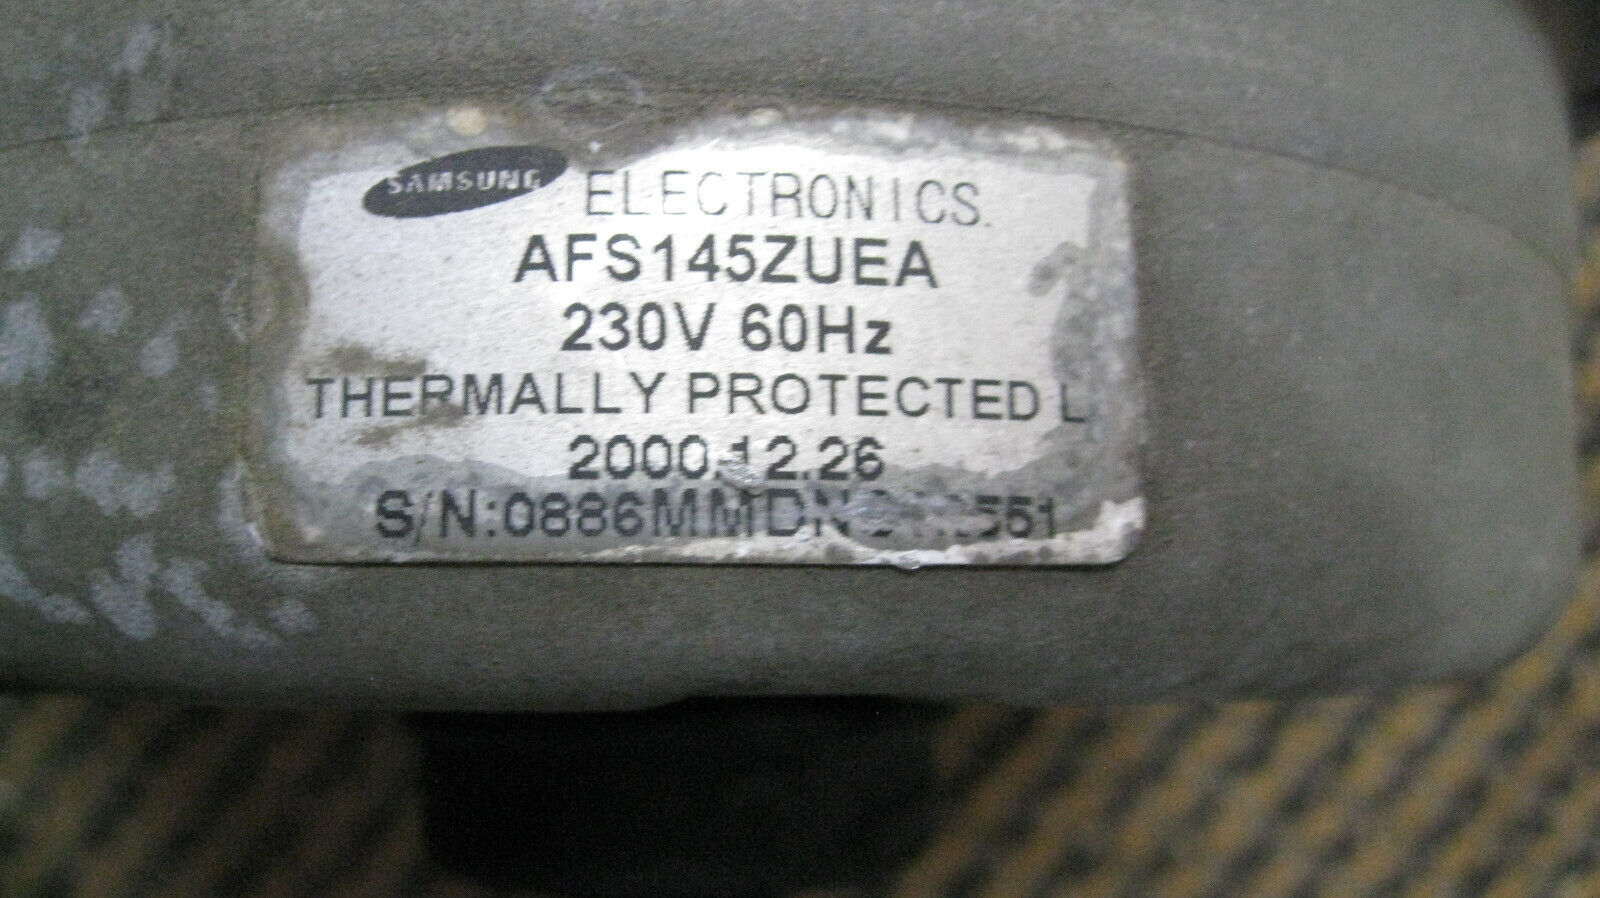 SAMSUNG ELECTRONICS.
AFS145ZUEA
230V 60Hz
THERMALLY PROTECTED L
2000.12.26